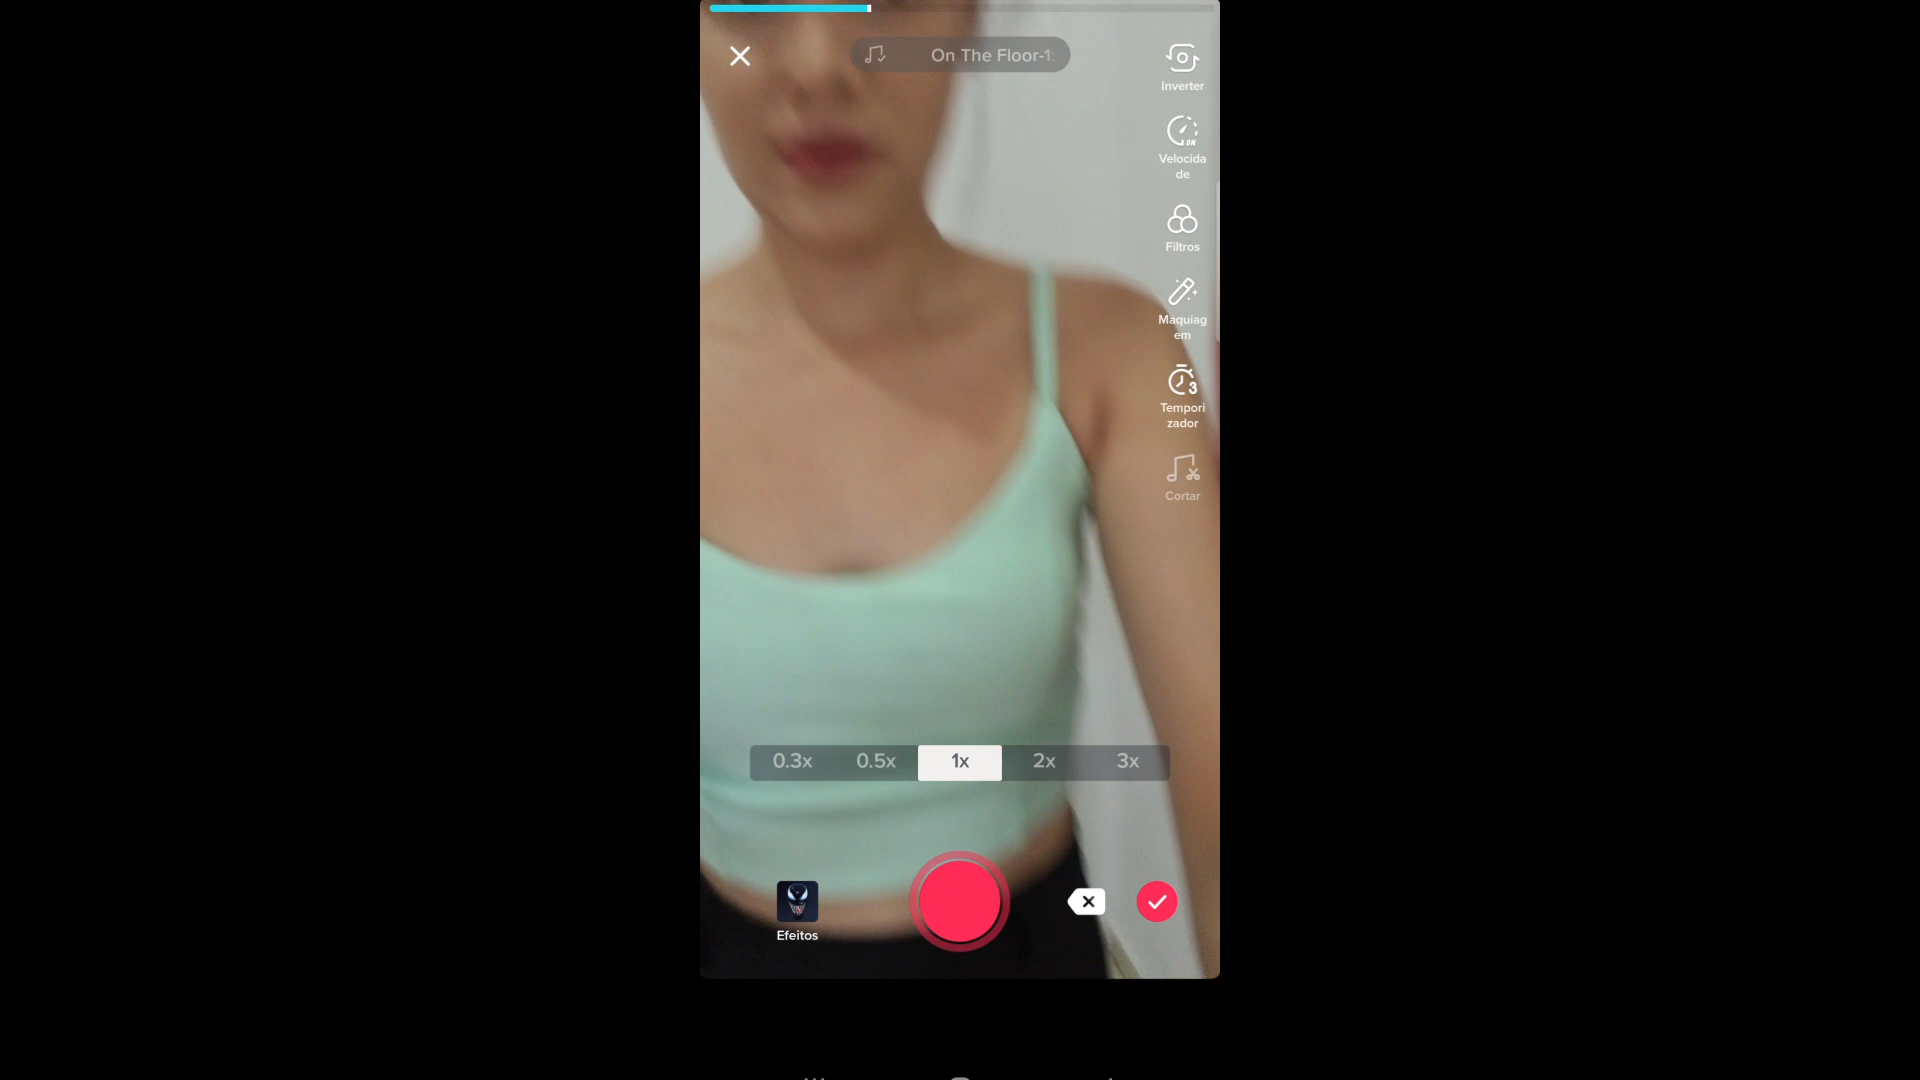 On The Floor-1
Inverter
ON
Velocida
de
Filtros
Maquiag
em
3
Tempori
zador
Cortar
0.3x 0.5x 1x 2x 3x
Efeitos